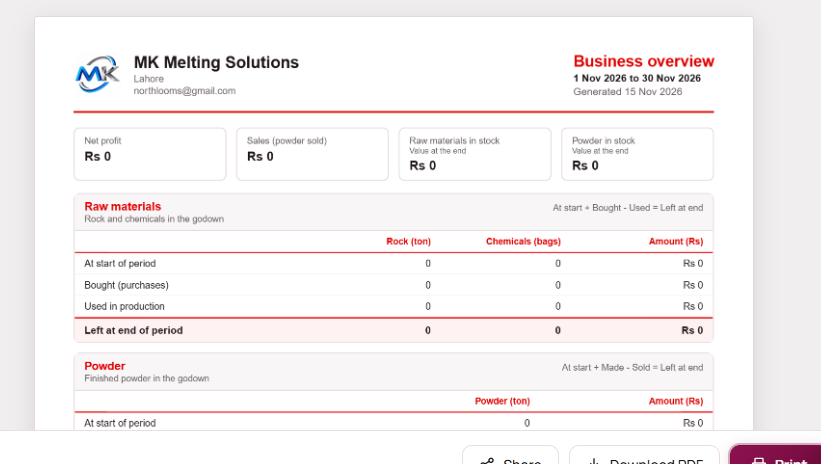 MK
MK Melting Solutions
Lahore
northlooms@gmail.com
Business overview
1 Nov 2026 to 30 Nov 2026
Generated 15 Nov 2026
Net profit
Rs 0
Sales (powder sold)
Rs 0
Raw materials in stock
Value at the end
Rs 0
Powder in stock
Value at the end
Rs 0
Raw materials
Rock and chemicals in the godown
At start + Bought - Used = Left at end
Rock (ton) Chemicals (bags) Amount (Rs)
At start of period 0 0 Rs 0
Bought (purchases) 0 0 Rs 0
Used in production 0 0 Rs 0
Left at end of period 0 0 Rs 0
Powder
Finished powder in the godown
At start + Made - Sold = Left at end
Powder (ton) Amount (Rs)
At start of period 0 Rs 0
Share Download PDF Print